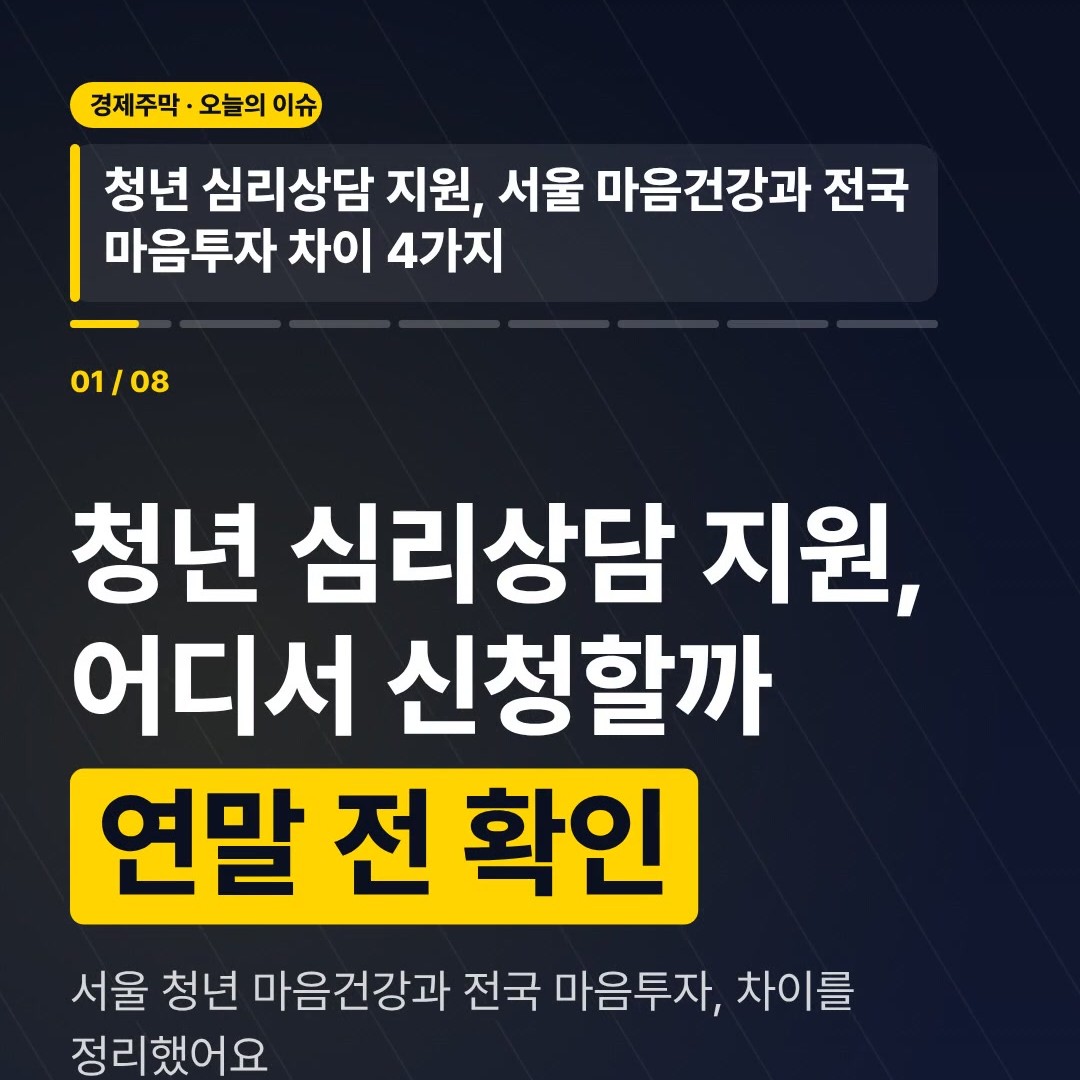 경제주막 · 오늘의 이슈
청년 심리상담 지원, 서울 마음건강과 전국
마음투자 차이 4가지
01 / 08
청년 심리상담 지원,
어디서 신청할까
연말 전 확인
서울 청년 마음건강과 전국 마음투자, 차이를
정리했어요